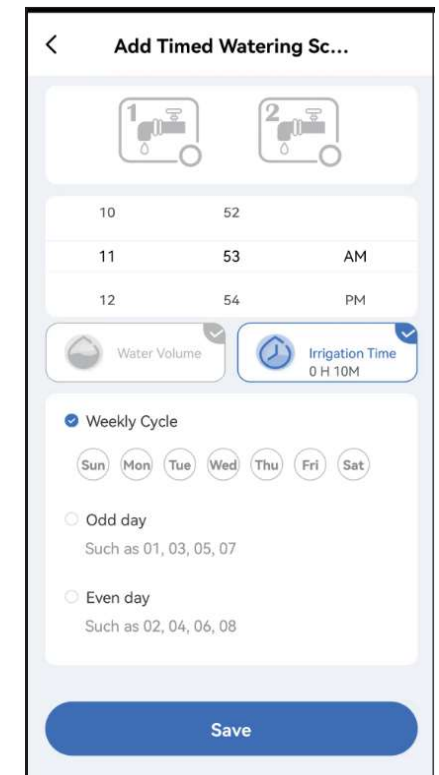 Add Timed Watering Sc...
1 2
10 52
11 53 AM
12 54 PM
Water Volume
Irrigation Time
0 H 10M
Weekly Cycle
Sun Mon Tue Wed Thu Fri Sat
Odd day
Such as 01, 03, 05, 07
Even day
Such as 02, 04, 06, 08
Save